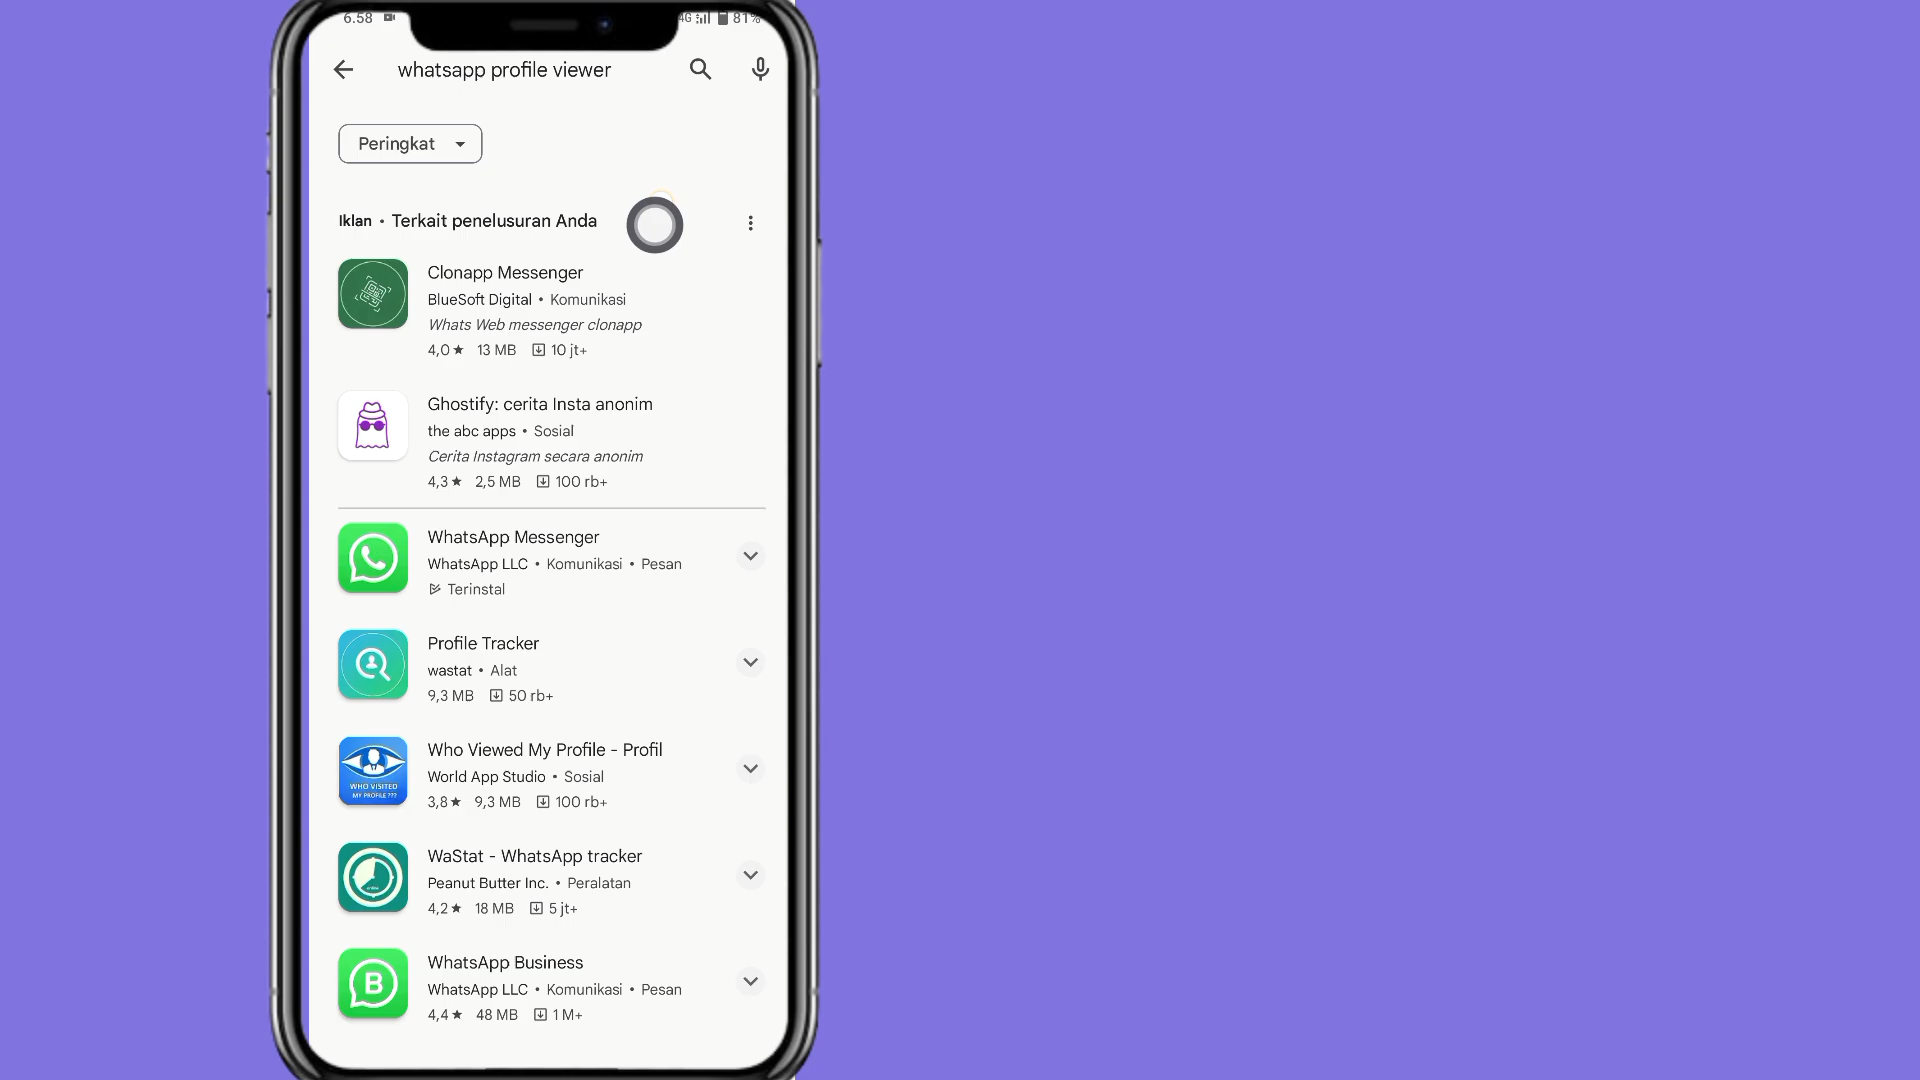 6.58 4G 81%
whatsapp profile viewer
Peringkat
Iklan • Terkait penelusuran Anda
Clonapp Messenger
BlueSoft Digital • Komunikasi
Whats Web messenger clonapp
4,0★ 13 MB 10 jt+
Ghostify: cerita Insta anonim
the abc apps • Sosial
Cerita Instagram secara anonim
4,3★ 2,5 MB 100 rb+
WhatsApp Messenger
WhatsApp LLC • Komunikasi • Pesan
Terinstal
Profile Tracker
wastat • Alat
9,3 MB 50 rb+
WHO VISITED
MY PROFILE ???
Who Viewed My Profile - Profil
World App Studio • Sosial
3,8★ 9,3 MB 100 rb+
online
WaStat - WhatsApp tracker
Peanut Butter Inc. • Peralatan
4,2★ 18 MB 5 jt+
B
WhatsApp Business
WhatsApp LLC • Komunikasi • Pesan
4,4★ 48 MB 1 M+